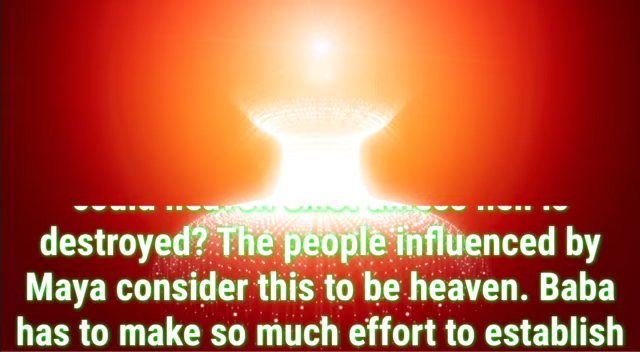 destroyed? The people influenced by
Maya consider this to be heaven. Baba
has to make so much effort to establish